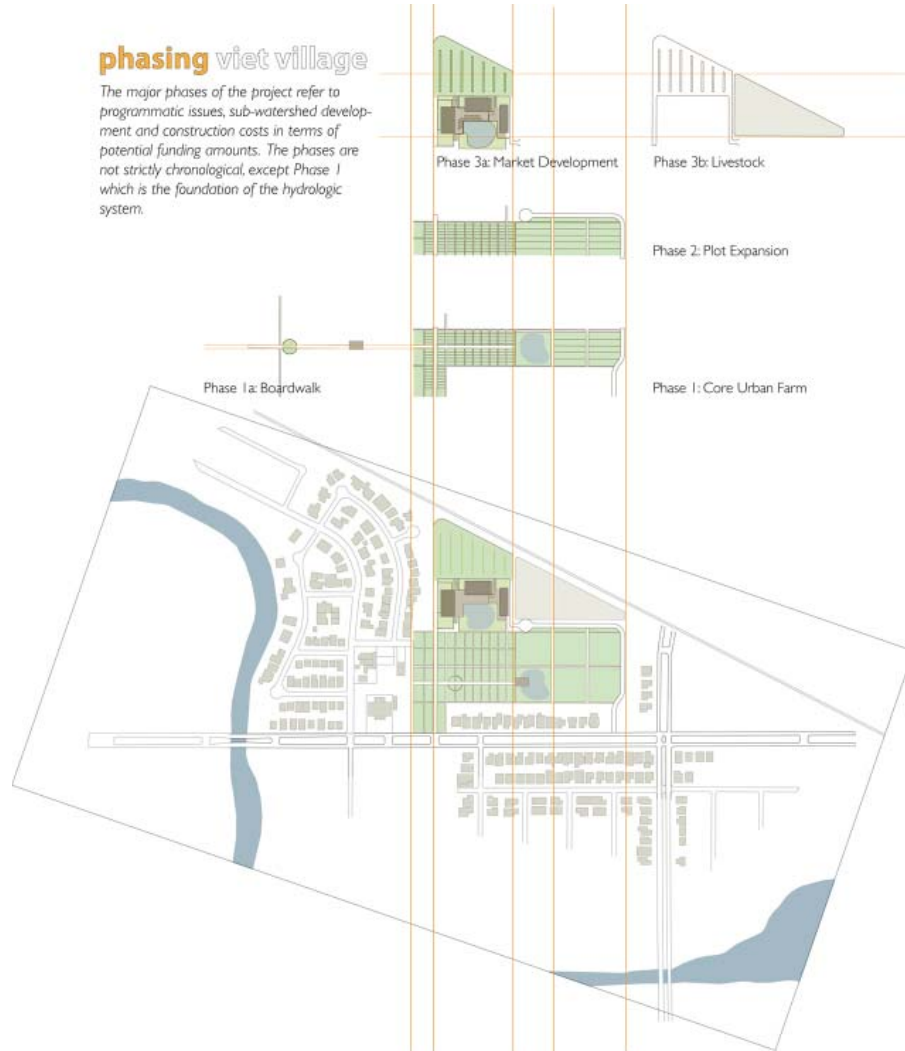 phasing viet village
The major phases of the project refer to
programmatic issues, sub-watershed develop-
ment and construction costs in terms of
potential funding amounts. The phases are
not strictly chronological, except Phase 1
which is the foundation of the hydrologic
system.
Phase 3a: Market Development
Phase 3b: Livestock
Phase 2: Plot Expansion
Phase 1a: Boardwalk
Phase 1: Core Urban Farm